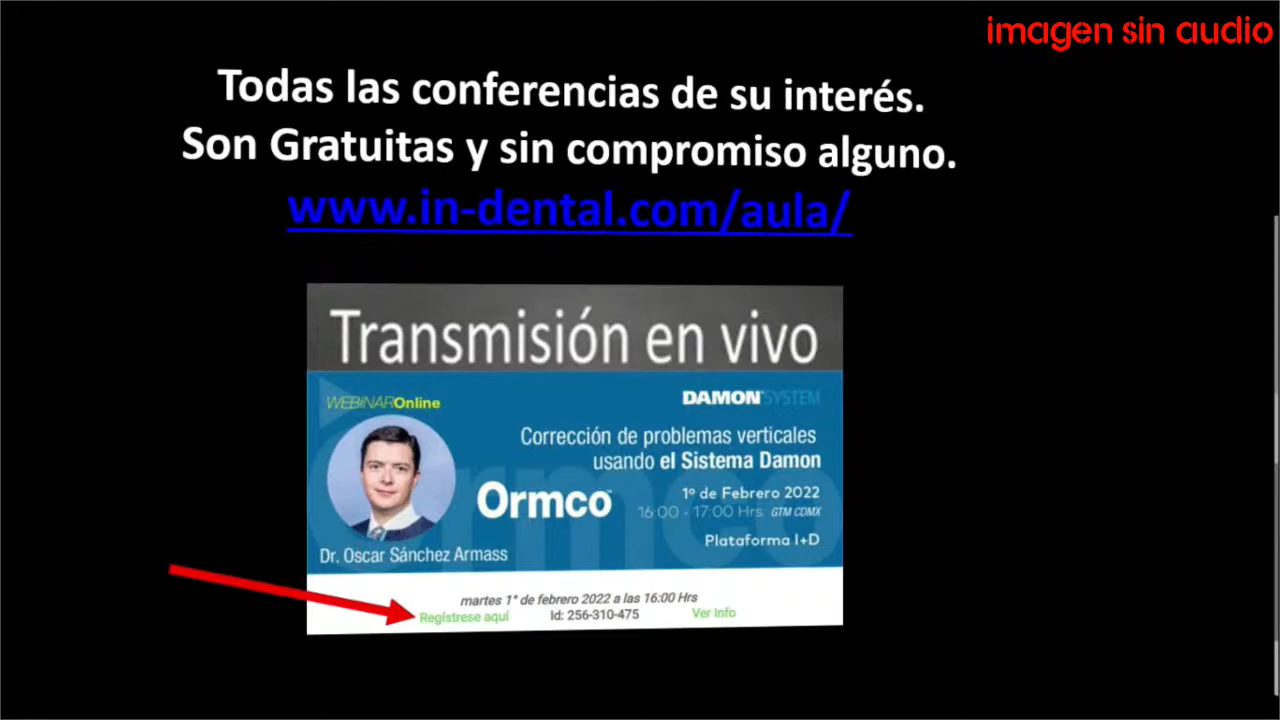 imagen sin audio
Todas las conferencias de su interés.
Son Gratuitas y sin compromiso alguno.
www.in-dental.com/aula/
Transmisión en vivo
WEBINAROnline
DAMON SYSTEM
Corrección de problemas verticales
usando el Sistema Damon
Ormco
1º de Febrero 2022
16:00 - 17:00 Hrs. GTM CDMX
Plataforma I+D
Dr. Oscar Sánchez Armass
martes 1° de febrero 2022 a las 16:00 Hrs
Regístrese aquí Id: 256-310-475 Ver Info